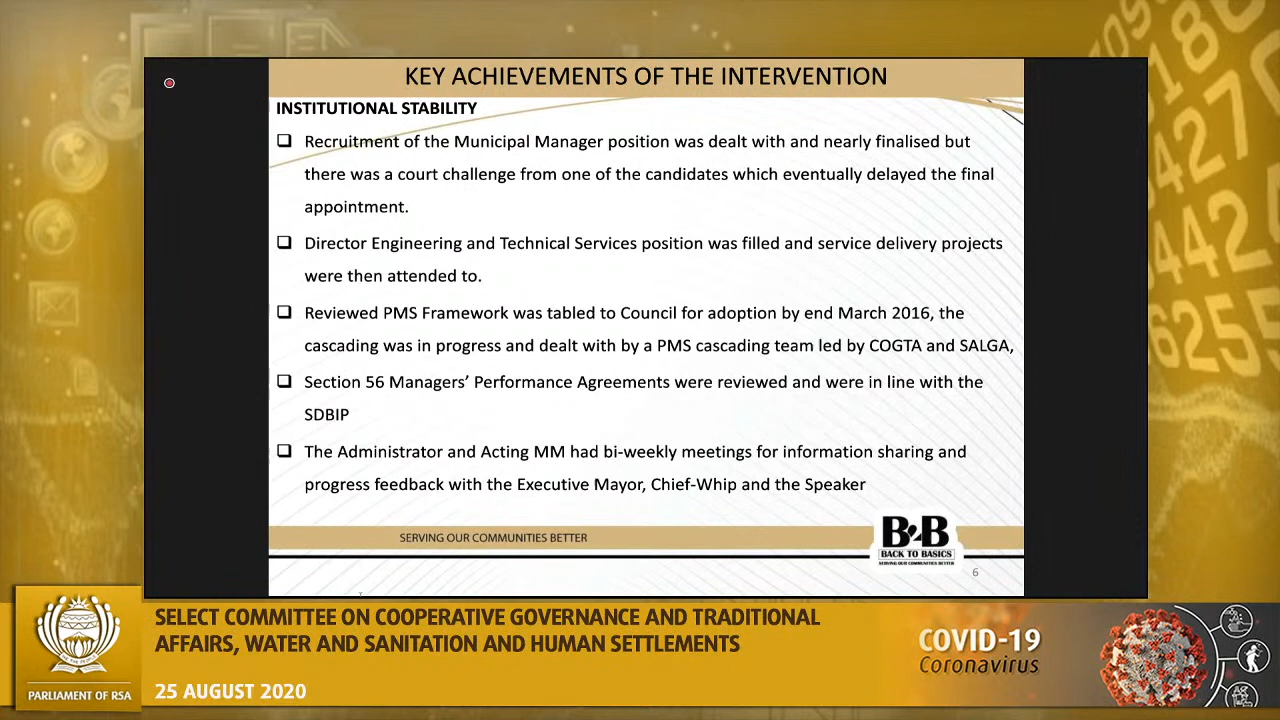 KEY ACHIEVEMENTS OF THE INTERVENTION
INSTITUTIONAL STABILITY
Recruitment of the Municipal Manager position was dealt with and nearly finalised but
there was a court challenge from one of the candidates which eventually delayed the final
appointment.
Director Engineering and Technical Services position was filled and service delivery projects
were then attended to.
Reviewed PMS Framework was tabled to Council for adoption by end March 2016, the
cascading was in progress and dealt with by a PMS cascading team led by COGTA and SALGA,
Section 56 Managers’ Performance Agreements were reviewed and were in line with the
SDBIP
The Administrator and Acting MM had bi-weekly meetings for information sharing and
progress feedback with the Executive Mayor, Chief-Whip and the Speaker
SERVING OUR COMMUNITIES BETTER
B2B
BACK TO BASICS
SERVING OUR COMMUNITIES BETTER
6
SELECT COMMITTEE ON COOPERATIVE GOVERNANCE AND TRADITIONAL
AFFAIRS, WATER AND SANITATION AND HUMAN SETTLEMENTS
25 AUGUST 2020
PARLIAMENT OF RSA
COVID-19
Coronavirus